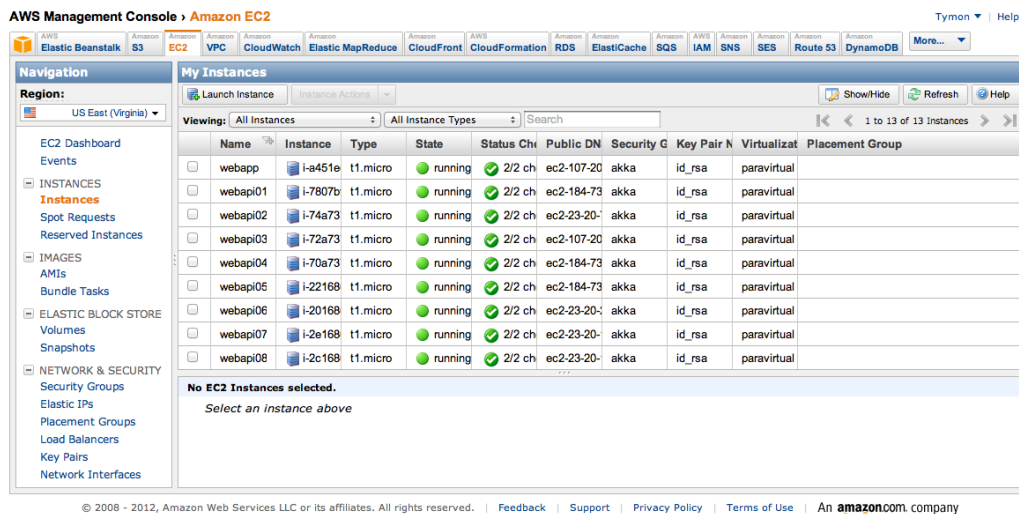 AWS Management Console › Amazon EC2
Tymon | Help
AWS Elastic Beanstalk
Amazon S3
Amazon EC2
Amazon VPC
Amazon CloudWatch
Amazon Elastic MapReduce
Amazon CloudFront
Amazon CloudFormation
Amazon RDS
Amazon ElastiCache
Amazon SQS
AWS IAM
Amazon SNS
Amazon SES
Amazon Route 53
Amazon DynamoDB
More...
Navigation
Region:
US East (Virginia)
EC2 Dashboard
Events
INSTANCES
Instances
Spot Requests
Reserved Instances
IMAGES
AMIs
Bundle Tasks
ELASTIC BLOCK STORE
Volumes
Snapshots
NETWORK & SECURITY
Security Groups
Elastic IPs
Placement Groups
Load Balancers
Key Pairs
Network Interfaces
My Instances
Launch Instance
Instance Actions
Show/Hide
Refresh
Help
Viewing: All Instances All Instance Types Search
1 to 13 of 13 Instances
Name Instance Type State Status Che Public DN Security G Key Pair N Virtualizat Placement Group
webapp i-a451e t1.micro running 2/2 ch ec2-107-20 akka id_rsa paravirtual
webapi01 i-7807b t1.micro running 2/2 ch ec2-184-73 akka id_rsa paravirtual
webapi02 i-74a73 t1.micro running 2/2 ch ec2-23-20- akka id_rsa paravirtual
webapi03 i-72a73 t1.micro running 2/2 ch ec2-107-20 akka id_rsa paravirtual
webapi04 i-70a73 t1.micro running 2/2 ch ec2-184-73 akka id_rsa paravirtual
webapi05 i-22168 t1.micro running 2/2 ch ec2-184-73 akka id_rsa paravirtual
webapi06 i-20168 t1.micro running 2/2 ch ec2-23-20- akka id_rsa paravirtual
webapi07 i-2e168 t1.micro running 2/2 ch ec2-23-20- akka id_rsa paravirtual
webapi08 i-2c168 t1.micro running 2/2 ch ec2-23-20- akka id_rsa paravirtual
No EC2 Instances selected.
Select an instance above
© 2008 - 2012, Amazon Web Services LLC or its affiliates. All rights reserved. | Feedback | Support | Privacy Policy | Terms of Use | An amazon.com. company